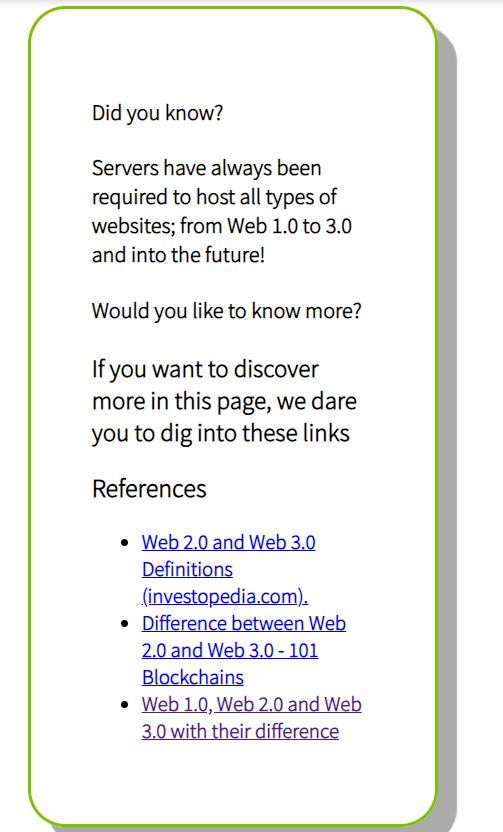 Did you know?
Servers have always been
required to host all types of
websites; from Web 1.0 to 3.0
and into the future!
Would you like to know more?
If you want to discover
more in this page, we dare
you to dig into these links
References
Web 2.0 and Web 3.0
Definitions
(investopedia.com).
Difference between Web
2.0 and Web 3.0 - 101
Blockchains
Web 1.0, Web 2.0 and Web
3.0 with their difference